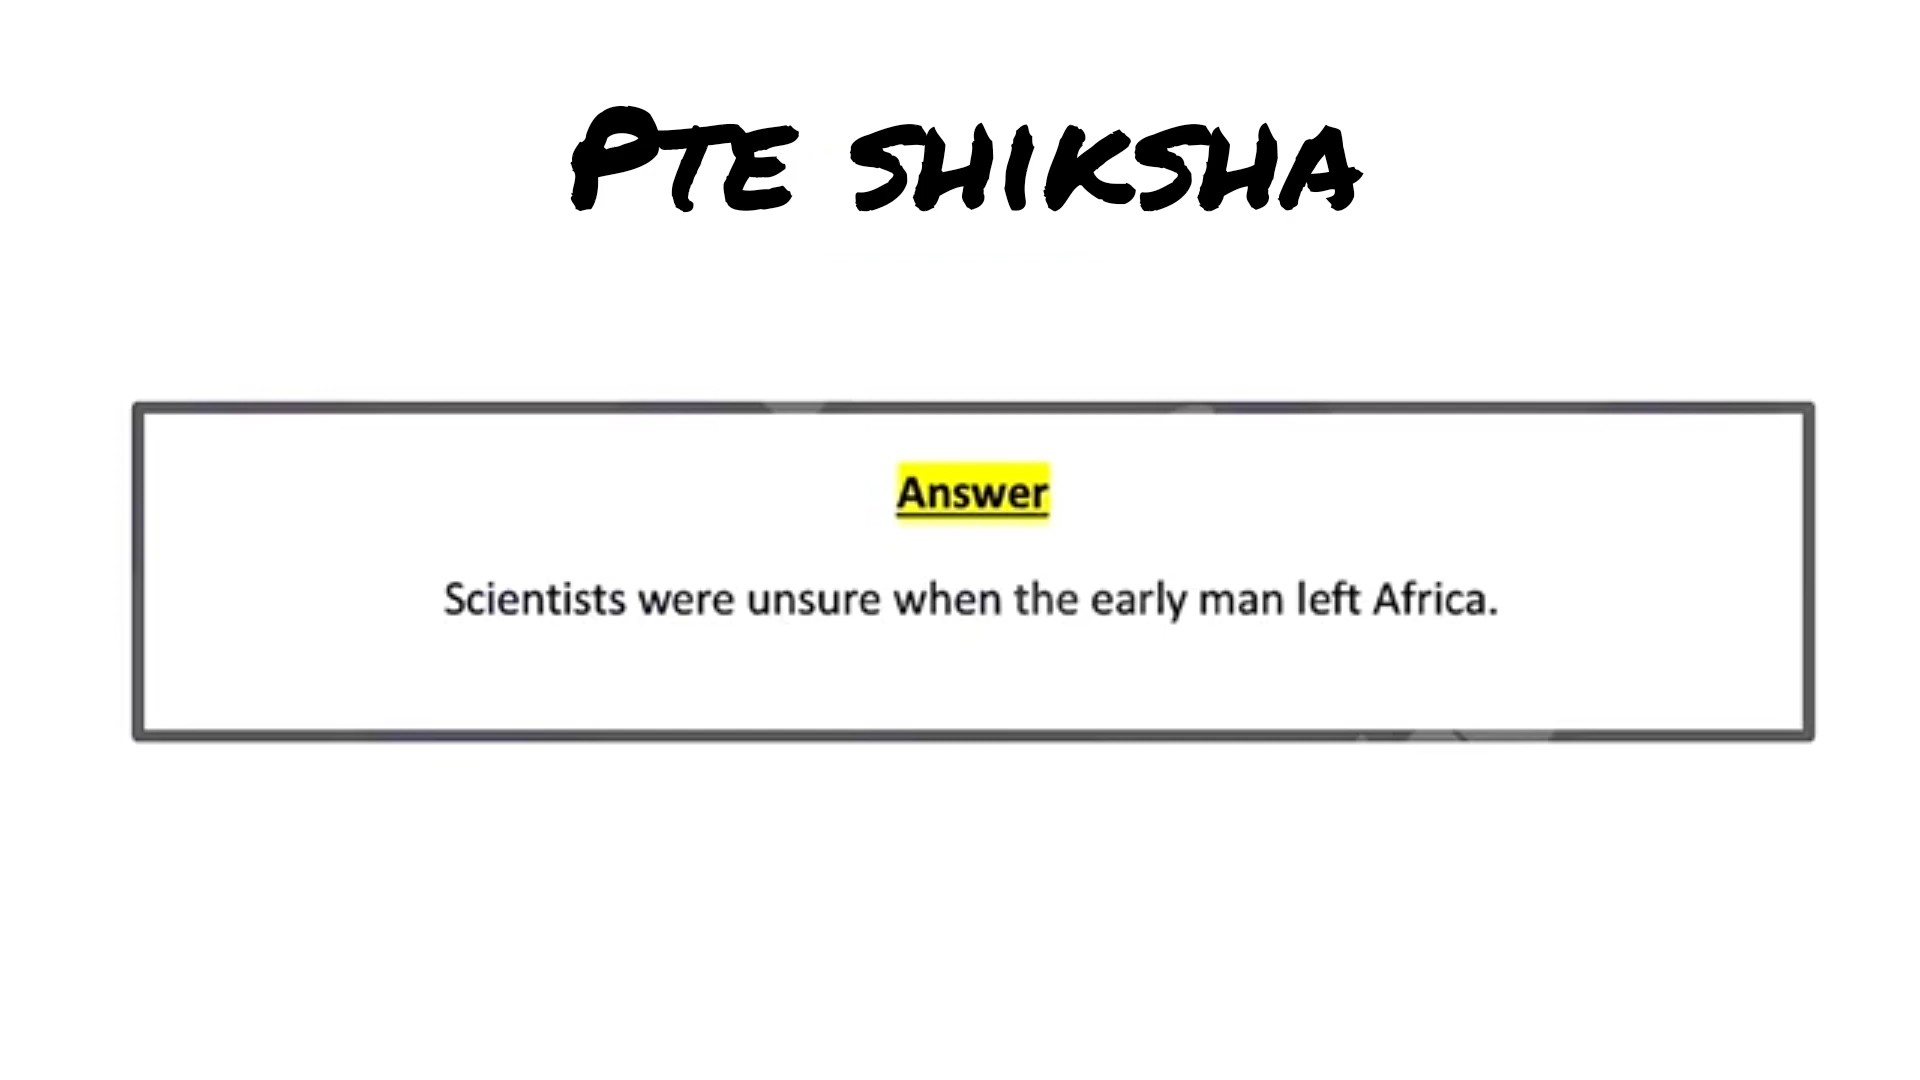 Pte shiksha
Answer
Scientists were unsure when the early man left Africa.